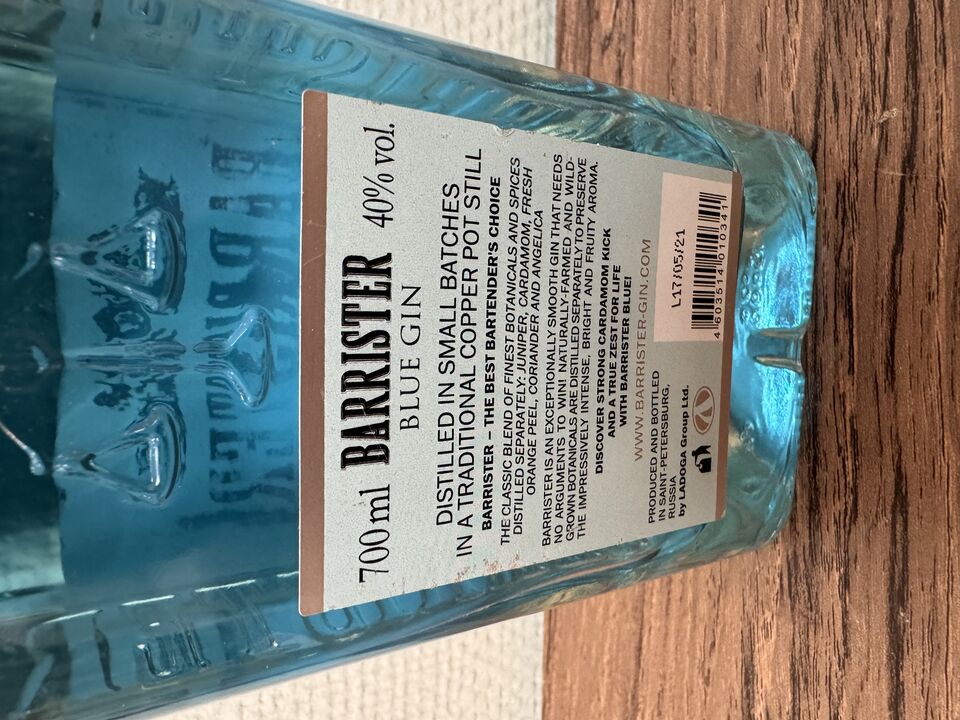 700 ml BARRISTER 40% vol.
BLUE GIN
DISTILLED IN SMALL BATCHES
IN A TRADITIONAL COPPER POT STILL
BARRISTER – THE BEST BARTENDER'S CHOICE
THE CLASSIC BLEND OF FINEST BOTANICALS AND SPICES
DISTILLED SEPARATELY: JUNIPER, CARDAMOM, FRESH
ORANGE PEEL, CORIANDER AND ANGELICA
BARRISTER IS AN EXCEPTIONALLY SMOOTH GIN THAT NEEDS
NO ARGUMENTS TO WIN! NATURALLY-FARMED AND WILD-
GROWN BOTANICALS ARE DISTILLED SEPARATELY TO PRESERVE
THE IMPRESSIVELY INTENSE, BRIGHT AND FRUITY AROMA.
DISCOVER STRONG CARDAMOM KICK
AND A TRUE ZEST FOR LIFE
WITH BARRISTER BLUE!
WWW.BARRISTER-GIN.COM
PRODUCED AND BOTTLED
IN SAINT-PETERSBURG,
RUSSIA
by LADOGA Group Ltd.
L17/05/21
4 603514 010341